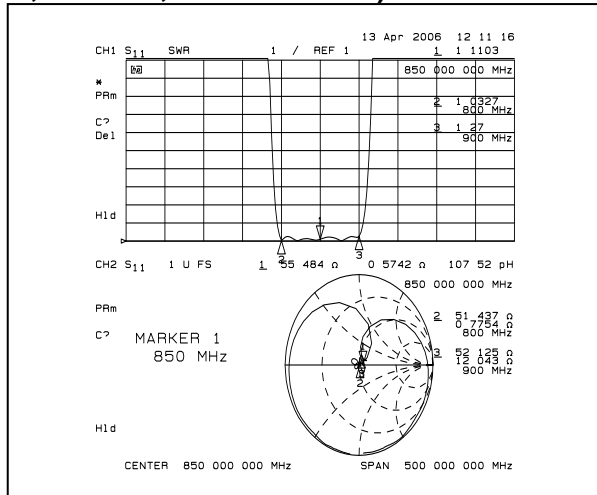 13 Apr 2006 12 11 16
CH1 S11 SWR 1 / REF 1 1 1 1103
850 000 000 MHz
*
PRm
2 1 0327
800 MHz
C?
Del
3 1 27
900 MHz
Hld
1
2 3
CH2 S11 1 U FS 1 55 484 Ω 0 5742 Ω 107 52 pH
850 000 000 MHz
PRm
2 51 437 Ω
0 7754 Ω
800 MHz
C?
MARKER 1
850 MHz
3 52 125 Ω
12 043 Ω
900 MHz
Hld
CENTER 850 000 000 MHz SPAN 500 000 000 MHz